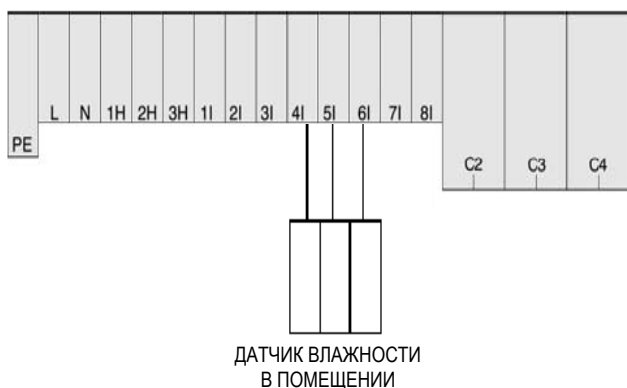 L N 1H 2H 3H 1I 2I 3I 4I 5I 6I 7I 8I
PE
C2 C3 C4
ДАТЧИК ВЛАЖНОСТИ
В ПОМЕЩЕНИИ